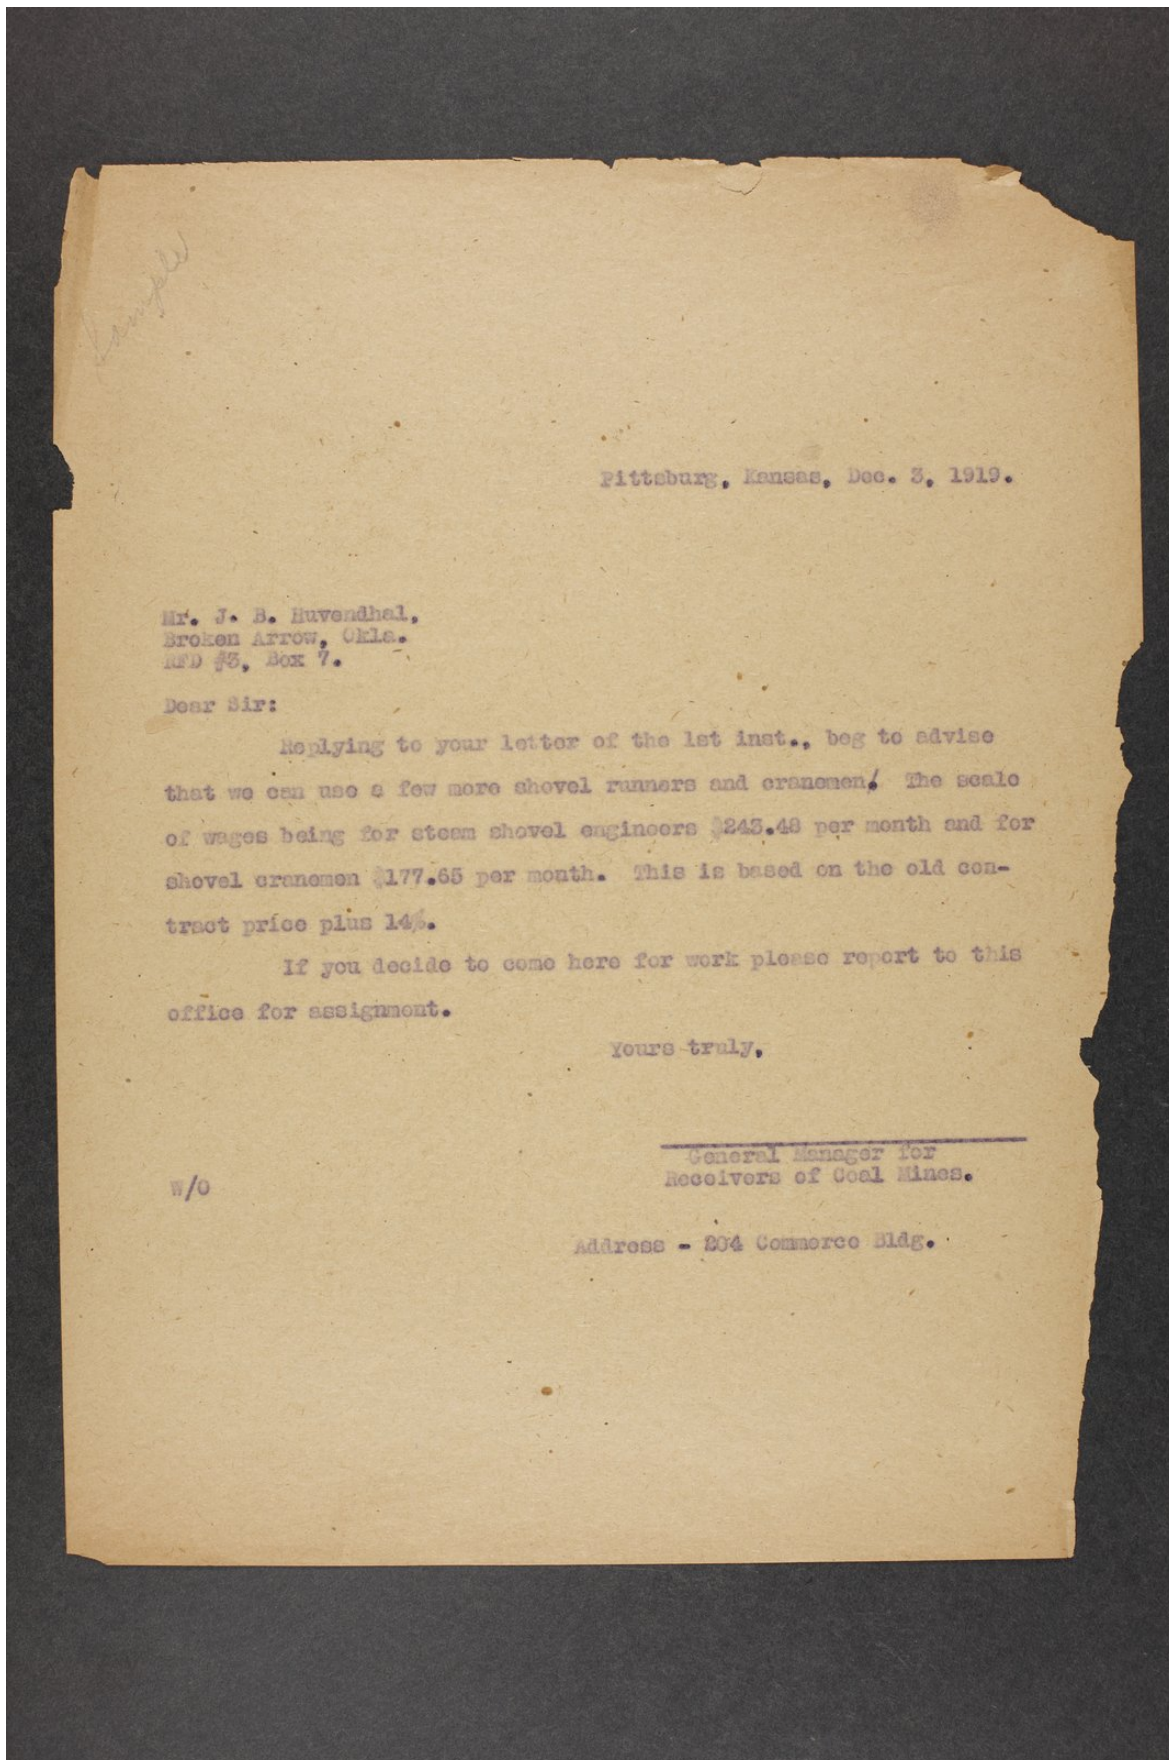 Sample
Pittsburg, Kansas, Dec. 3, 1919.
Mr. J. B. Huvendhal,
Broken Arrow, Okla.
RFD #3, Box 7.
Dear Sir:
Replying to your letter of the 1st inst., beg to advise
that we can use a few more shovel runners and cranemen! The scale
of wages being for steam shovel engineers $243.48 per month and for
shovel cranemen $177.65 per month. This is based on the old con-
tract price plus 14%.
If you decide to come here for work please report to this
office for assignment.
Yours truly,
General Manager for
Receivers of Coal Mines.
W/O
Address - 204 Commerce Bldg.